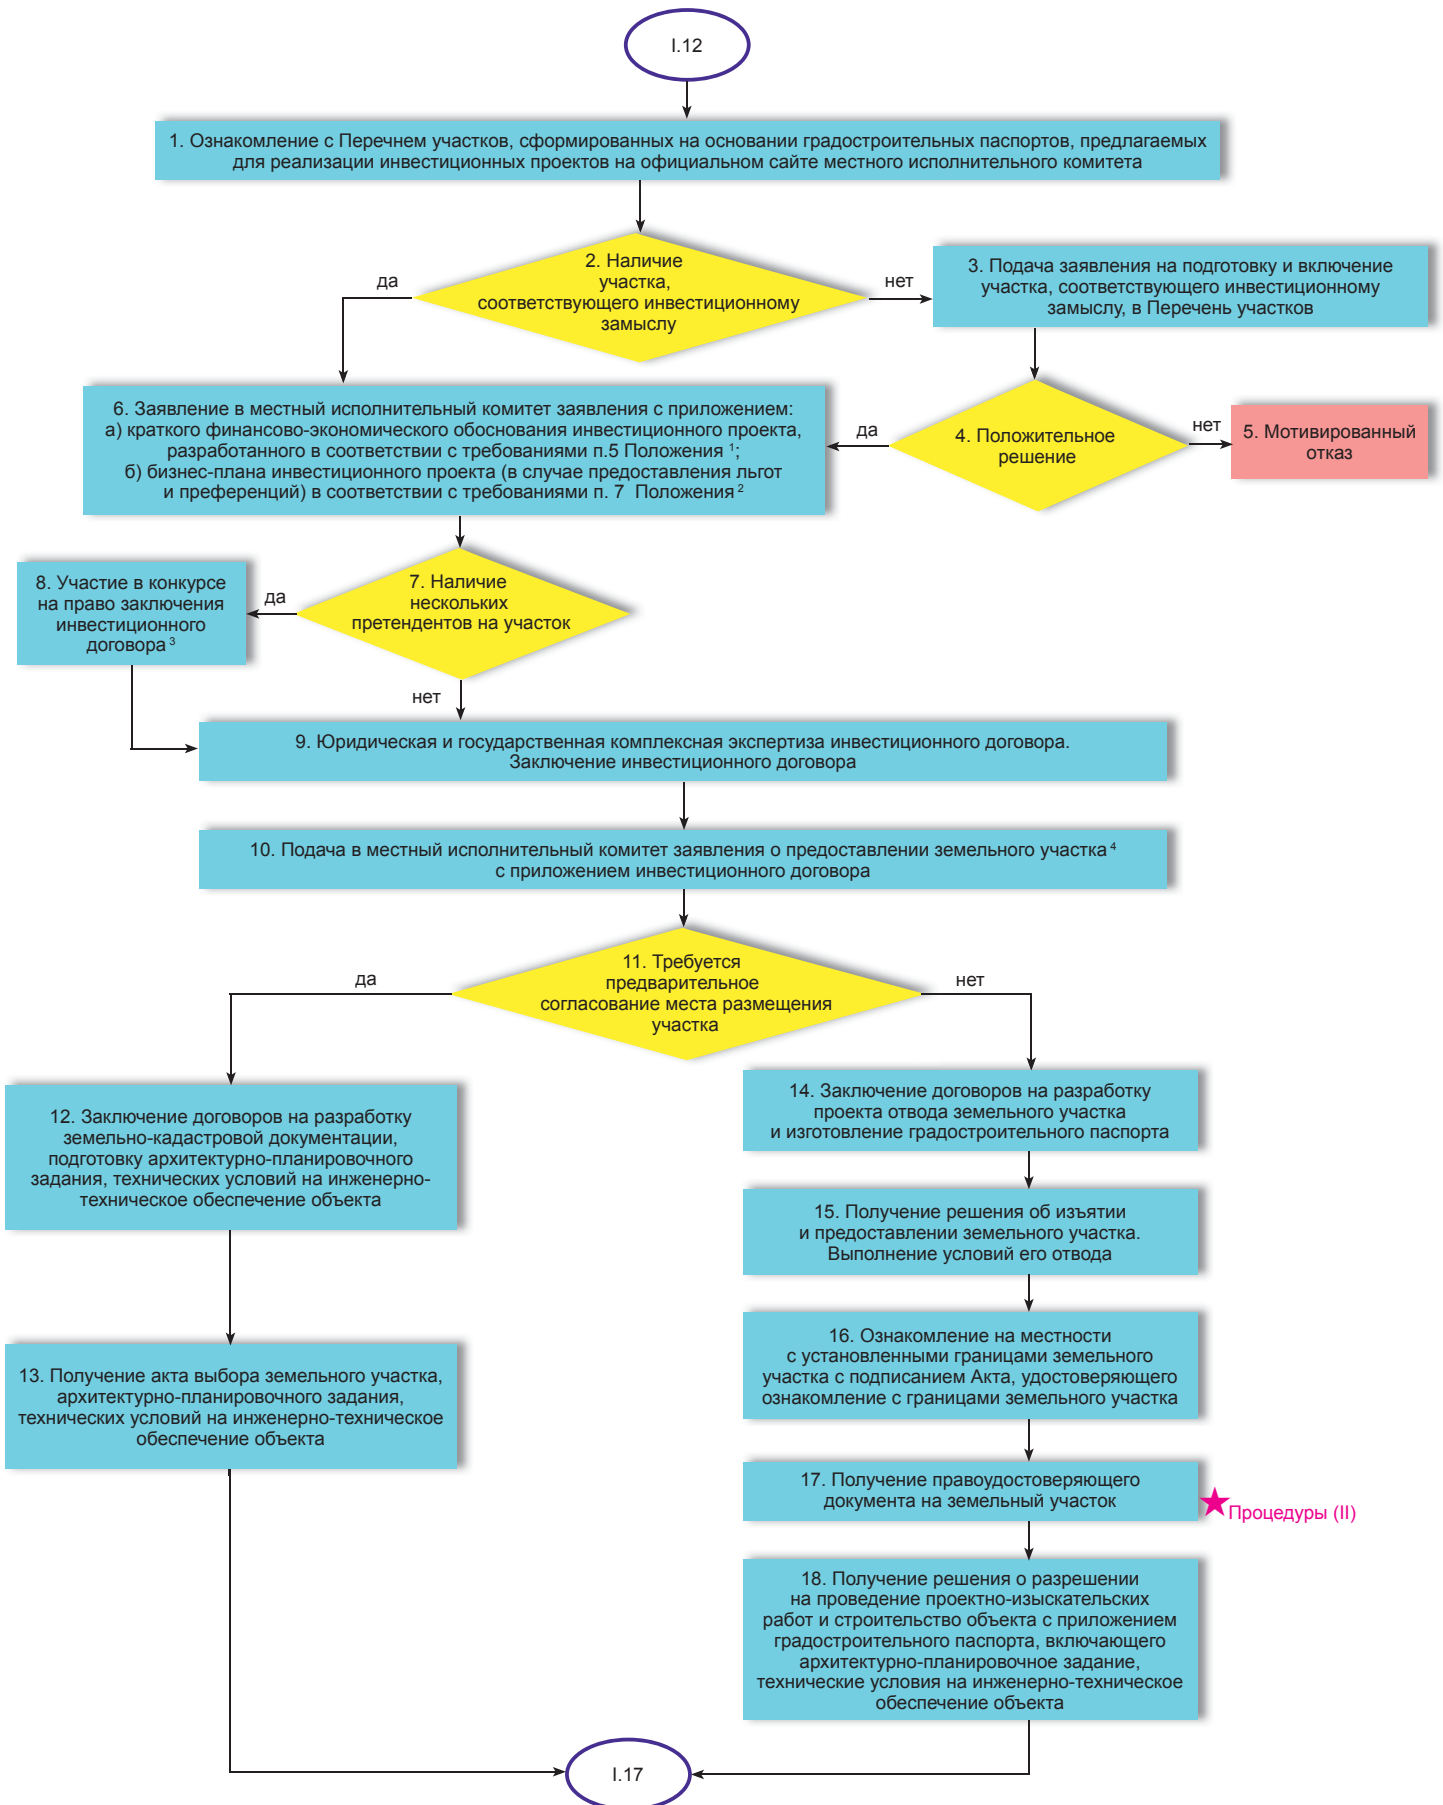 I.12
1. Ознакомление с Перечнем участков, сформированных на основании градостроительных паспортов, предлагаемых
для реализации инвестиционных проектов на официальном сайте местного исполнительного комитета
2. Наличие
участка,
соответствующего инвестиционному
замыслу
да
нет
3. Подача заявления на подготовку и включение
участка, соответствующего инвестиционному
замыслу, в Перечень участков
4. Положительное
решение
да
нет
5. Мотивированный
отказ
6. Заявление в местный исполнительный комитет заявления с приложением:
а) краткого финансово-экономического обоснования инвестиционного проекта,
разработанного в соответствии с требованиями п.5 Положения ¹;
б) бизнес-плана инвестиционного проекта (в случае предоставления льгот
и преференций) в соответствии с требованиями п. 7 Положения ²
7. Наличие
нескольких
претендентов на участок
да
нет
8. Участие в конкурсе
на право заключения
инвестиционного
договора ³
9. Юридическая и государственная комплексная экспертиза инвестиционного договора.
Заключение инвестиционного договора
10. Подача в местный исполнительный комитет заявления о предоставлении земельного участка ⁴
с приложением инвестиционного договора
11. Требуется
предварительное
согласование места размещения
участка
да
нет
12. Заключение договоров на разработку
земельно-кадастровой документации,
подготовку архитектурно-планировочного
задания, технических условий на инженерно-
техническое обеспечение объекта
13. Получение акта выбора земельного участка,
архитектурно-планировочного задания,
технических условий на инженерно-техническое
обеспечение объекта
14. Заключение договоров на разработку
проекта отвода земельного участка
и изготовление градостроительного паспорта
15. Получение решения об изъятии
и предоставлении земельного участка.
Выполнение условий его отвода
16. Ознакомление на местности
с установленными границами земельного
участка с подписанием Акта, удостоверяющего
ознакомление с границами земельного участка
17. Получение правоудостоверяющего
документа на земельный участок
Процедуры (II)
18. Получение решения о разрешении
на проведение проектно-изыскательских
работ и строительство объекта с приложением
градостроительного паспорта, включающего
архитектурно-планировочное задание,
технические условия на инженерно-техническое
обеспечение объекта
I.17